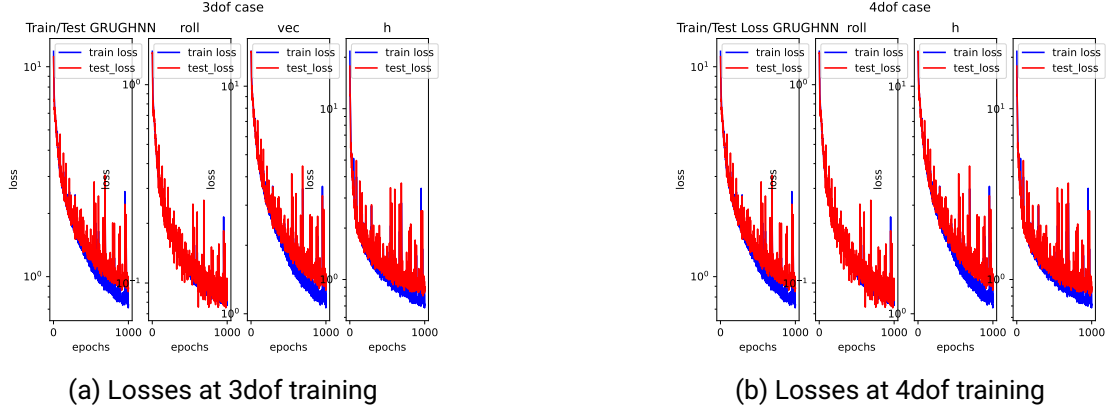 3dof case
Train/Test GRUGHNN roll vec h
train loss
test_loss
train loss
test_loss
train loss
test_loss
train loss
test_loss
10¹
10⁰
10¹
10¹
loss
loss
loss
loss
10⁰
10⁻¹
10⁰
10⁰
0 1000 0 1000 0 1000 0 1000
epochs epochs epochs epochs
(a) Losses at 3dof training
4dof case
Train/Test Loss GRUGHNN roll h
train loss
test_loss
train loss
test_loss
train loss
test_loss
train loss
test_loss
10¹
10⁰
10¹
loss
loss
loss
10⁰
10⁻¹
10⁰
0 1000 0 1000 0 1000 0 1000
epochs epochs epochs epochs
(b) Losses at 4dof training